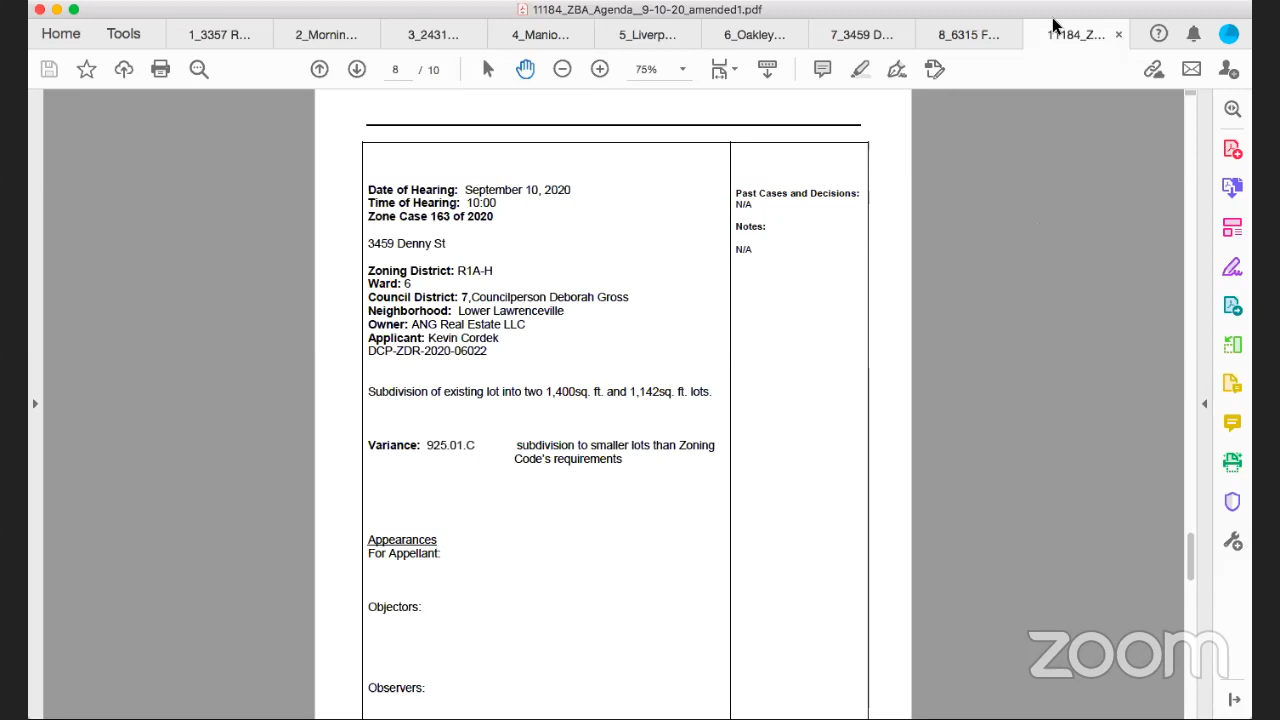 11184_ZBA_Agenda__9-10-20_amended1.pdf
Home Tools 1_3357 R... 2_Mornin... 3_2431... 4_Manio... 5_Liverp... 6_Oakley... 7_3459 D... 8_6315 F... 11184_Z... ×
8 / 10 75%
Date of Hearing: September 10, 2020
Time of Hearing: 10:00
Zone Case 163 of 2020
3459 Denny St
Zoning District: R1A-H
Ward: 6
Council District: 7,Councilperson Deborah Gross
Neighborhood: Lower Lawrenceville
Owner: ANG Real Estate LLC
Applicant: Kevin Cordek
DCP-ZDR-2020-06022
Subdivision of existing lot into two 1,400sq. ft. and 1,142sq. ft. lots.
Variance: 925.01.C subdivision to smaller lots than Zoning
Code's requirements
Appearances
For Appellant:
Objectors:
Observers:
Past Cases and Decisions:
N/A
Notes:
N/A
zoom